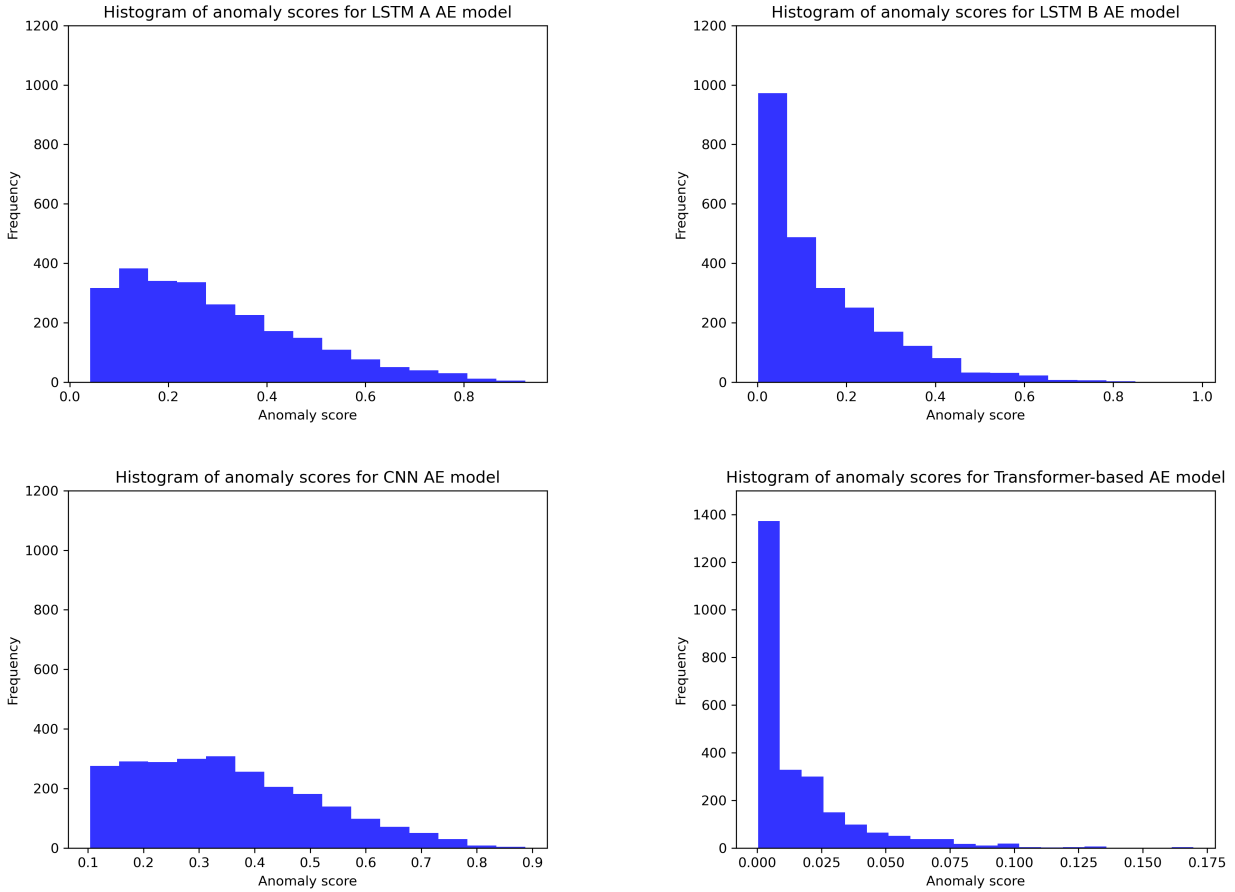 Histogram of anomaly scores for LSTM A AE model
1200
1000
800
600
400
200
0
Frequency
0.0 0.2 0.4 0.6 0.8
Anomaly score
Histogram of anomaly scores for LSTM B AE model
1200
1000
800
600
400
200
0
Frequency
0.0 0.2 0.4 0.6 0.8 1.0
Anomaly score
Histogram of anomaly scores for CNN AE model
1200
1000
800
600
400
200
0
Frequency
0.1 0.2 0.3 0.4 0.5 0.6 0.7 0.8 0.9
Anomaly score
Histogram of anomaly scores for Transformer-based AE model
1400
1200
1000
800
600
400
200
0
Frequency
0.000 0.025 0.050 0.075 0.100 0.125 0.150 0.175
Anomaly score